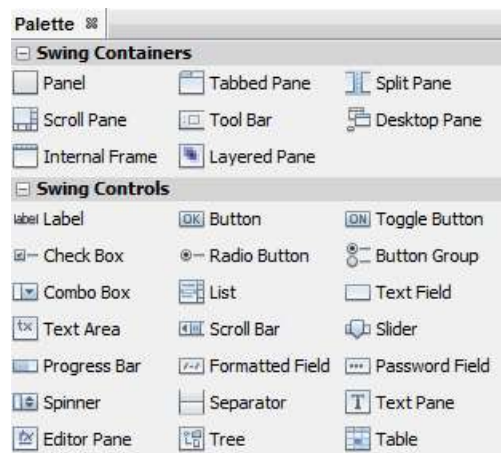 Palette
Swing Containers
Panel Tabbed Pane Split Pane
Scroll Pane Tool Bar Desktop Pane
Internal Frame Layered Pane
Swing Controls
label Label OK Button ON Toggle Button
Check Box Radio Button Button Group
Combo Box List Text Field
tx Text Area Scroll Bar Slider
Progress Bar Formatted Field Password Field
Spinner Separator T Text Pane
Editor Pane Tree Table